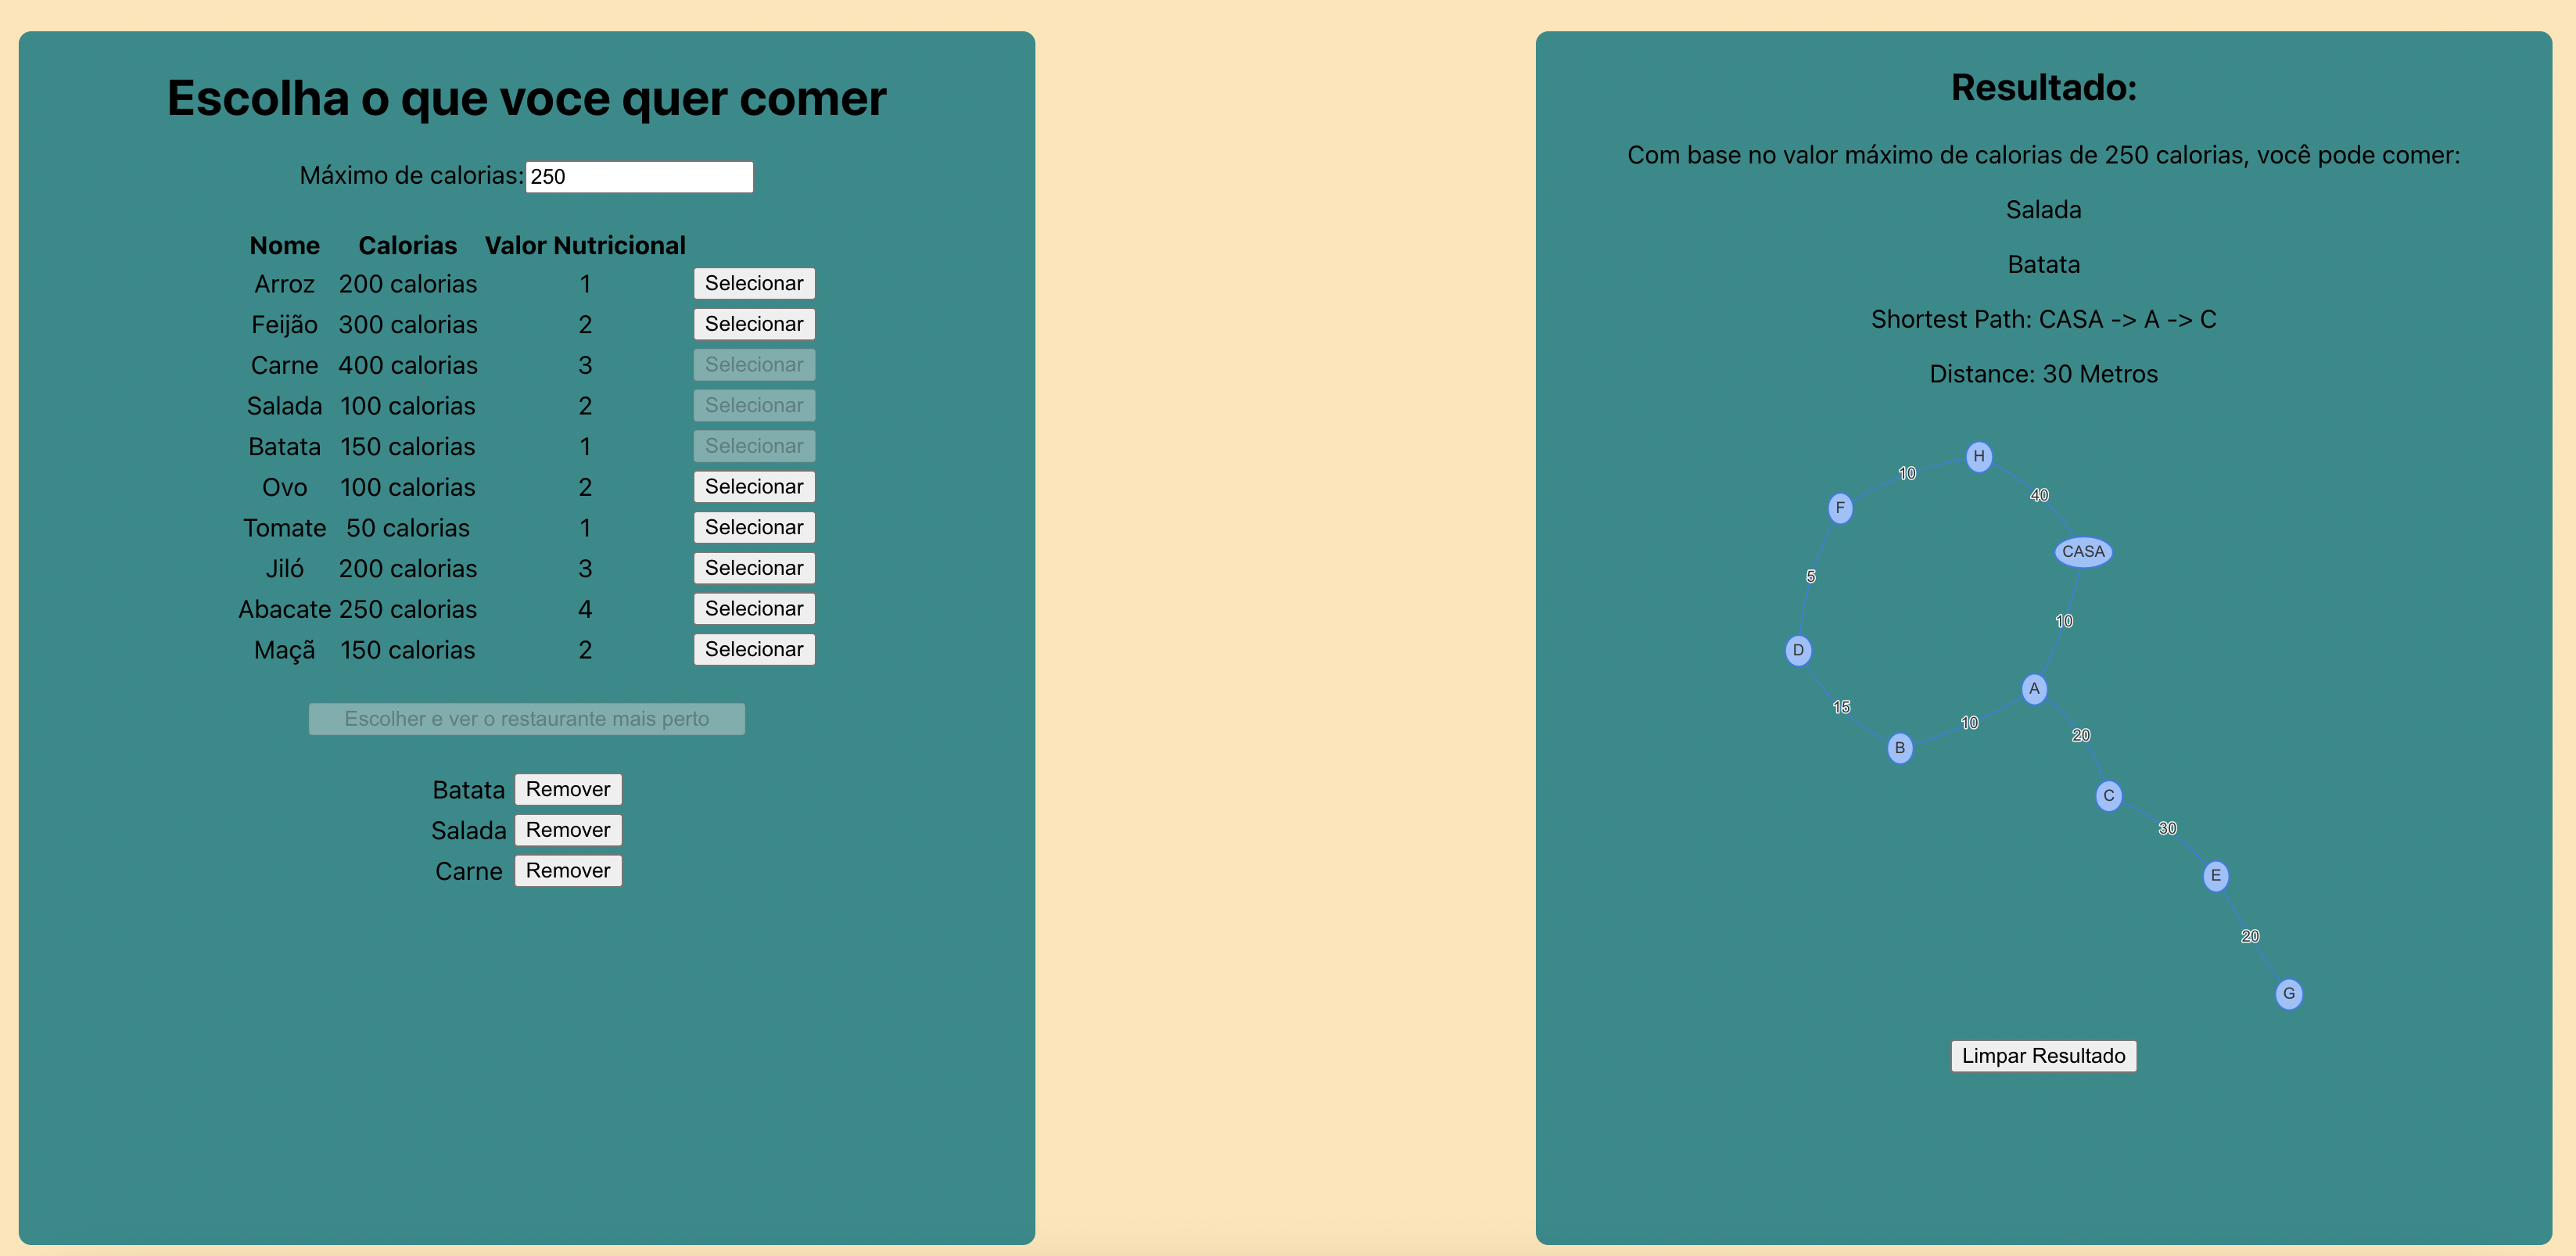 Escolha o que voce quer comer
Máximo de calorias: 250
Nome Calorias Valor Nutricional
Arroz 200 calorias 1 Selecionar
Feijão 300 calorias 2 Selecionar
Carne 400 calorias 3 Selecionar
Salada 100 calorias 2 Selecionar
Batata 150 calorias 1 Selecionar
Ovo 100 calorias 2 Selecionar
Tomate 50 calorias 1 Selecionar
Jiló 200 calorias 3 Selecionar
Abacate 250 calorias 4 Selecionar
Maçã 150 calorias 2 Selecionar
Escolher e ver o restaurante mais perto
Batata Remover
Salada Remover
Carne Remover
Resultado:
Com base no valor máximo de calorias de 250 calorias, você pode comer:
Salada
Batata
Shortest Path: CASA -> A -> C
Distance: 30 Metros
H
10
40
F
CASA
5
10
D
A
15
10
20
B
C
30
E
20
G
Limpar Resultado